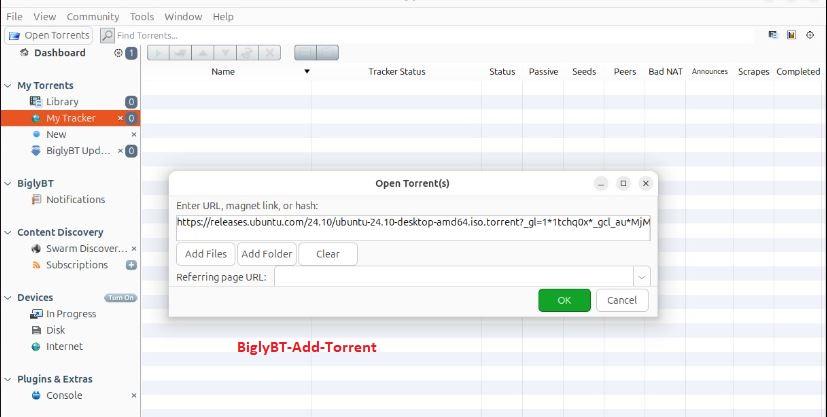 File View Community Tools Window Help
Open Torrents Find Torrents...
Dashboard 1
Name Tracker Status Status Passive Seeds Peers Bad NAT Announces Scrapes Completed
My Torrents
Library 0
My Tracker × 0
New ×
BiglyBT Upd... × 0
BiglyBT
Notifications
Content Discovery
Swarm Discover... ×
Subscriptions +
Devices Turn On
In Progress
Disk
Internet
Plugins & Extras
Console ×
Open Torrent(s)
Enter URL, magnet link, or hash:
https://releases.ubuntu.com/24.10/ubuntu-24.10-desktop-amd64.iso.torrent?_gl=1*1tchq0x*_gcl_au*MjM
Add Files Add Folder Clear
Referring page URL:
OK Cancel
BiglyBT-Add-Torrent